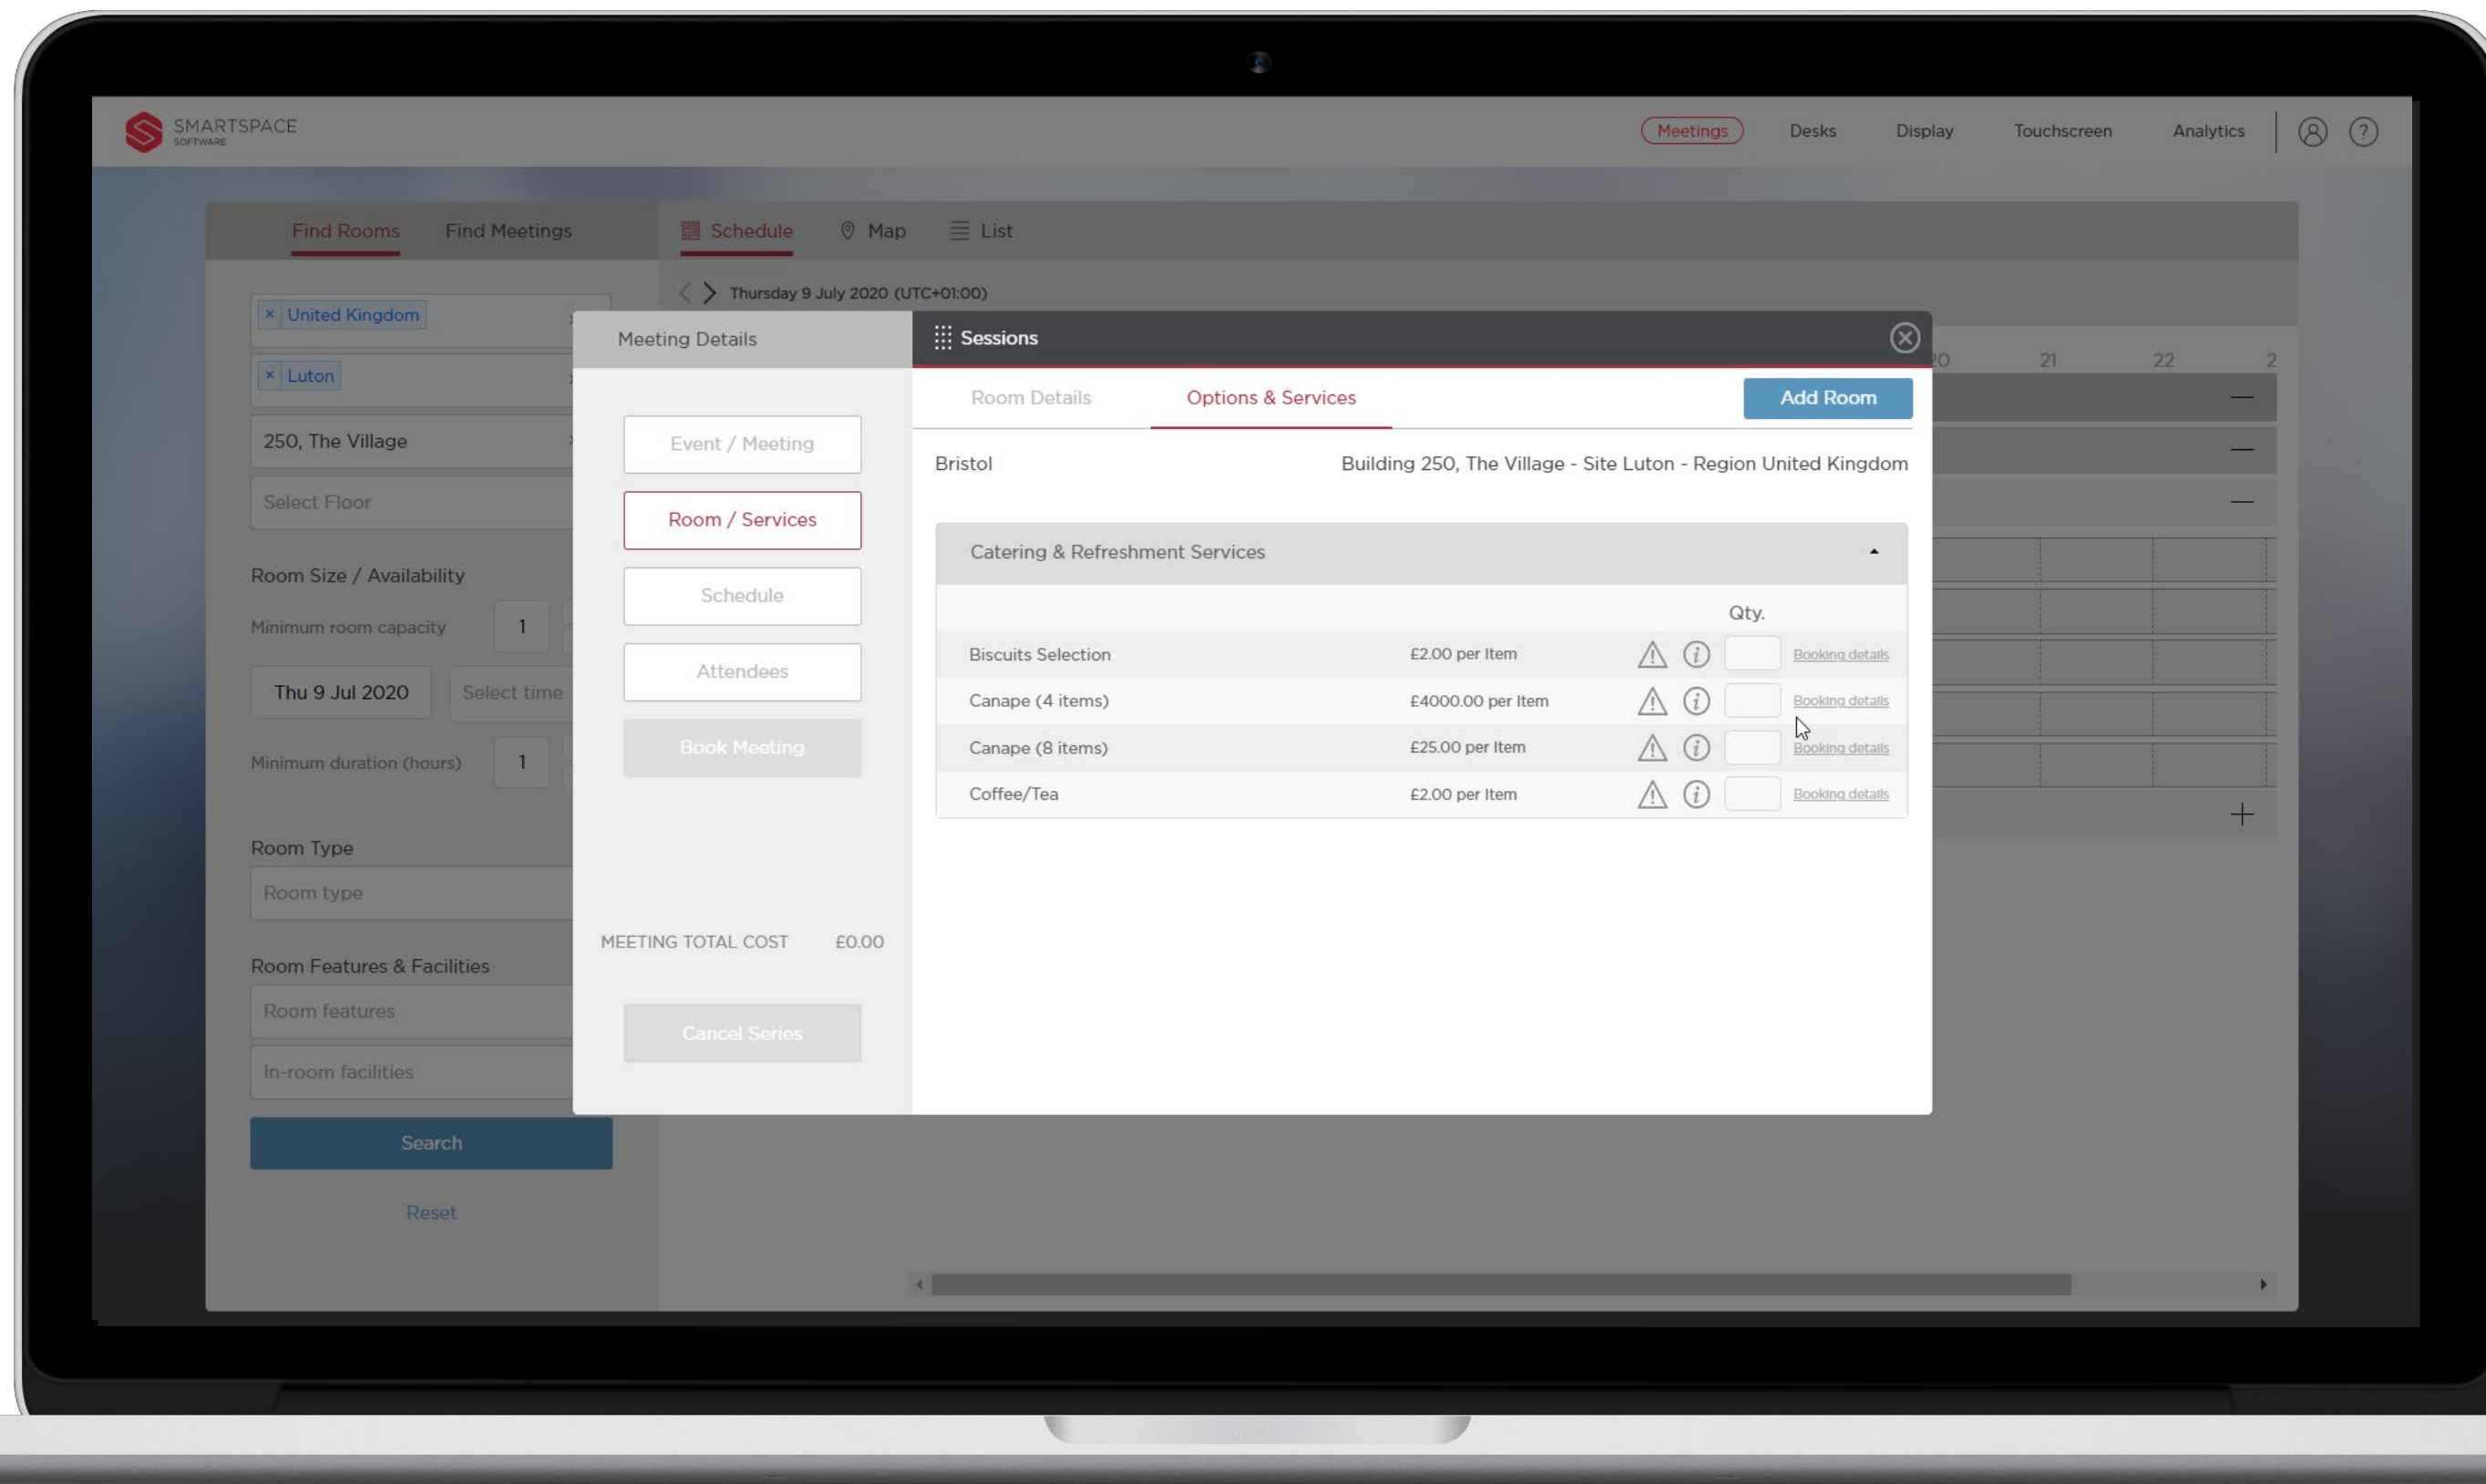 SMARTSPACE
SOFTWARE
Meetings Desks Display Touchscreen Analytics ?
Find Rooms Find Meetings Schedule Map List
Thursday 9 July 2020 (UTC+01:00)
× United Kingdom
× Luton
250, The Village
Select Floor
Room Size / Availability
Minimum room capacity 1
Thu 9 Jul 2020 Select time
Minimum duration (hours) 1
Room Type
Room type
Room Features & Facilities
Room features
In-room facilities
Search
Reset
Meeting Details
Event / Meeting
Room / Services
Schedule
Attendees
Book Meeting
MEETING TOTAL COST £0.00
Cancel Series
Sessions
Room Details Options & Services Add Room
Bristol Building 250, The Village - Site Luton - Region United Kingdom
Catering & Refreshment Services
Qty.
Biscuits Selection £2.00 per Item Booking details
Canape (4 items) £4000.00 per Item Booking details
Canape (8 items) £25.00 per Item Booking details
Coffee/Tea £2.00 per Item Booking details
20 21 22 2